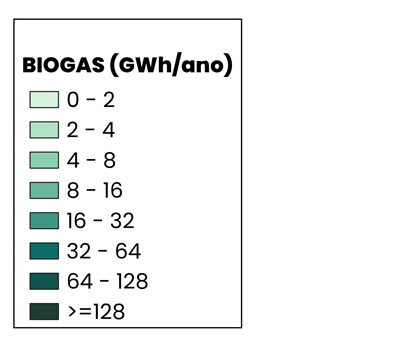 BIOGAS (GWh/ano)
0 - 2
2 - 4
4 - 8
8 - 16
16 - 32
32 - 64
64 - 128
>=128